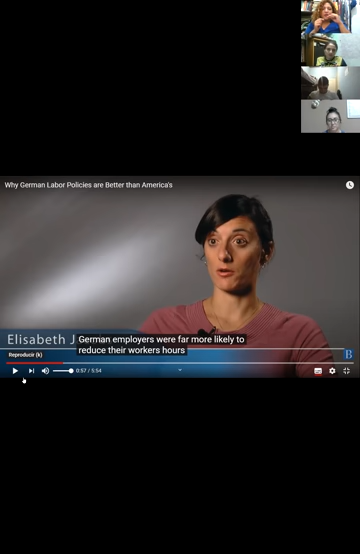 Why German Labor Policies are Better than America's
Elisabeth J
German employers were far more likely to
reduce their workers hours
Reproducir (k)
B
0:57 / 5:54